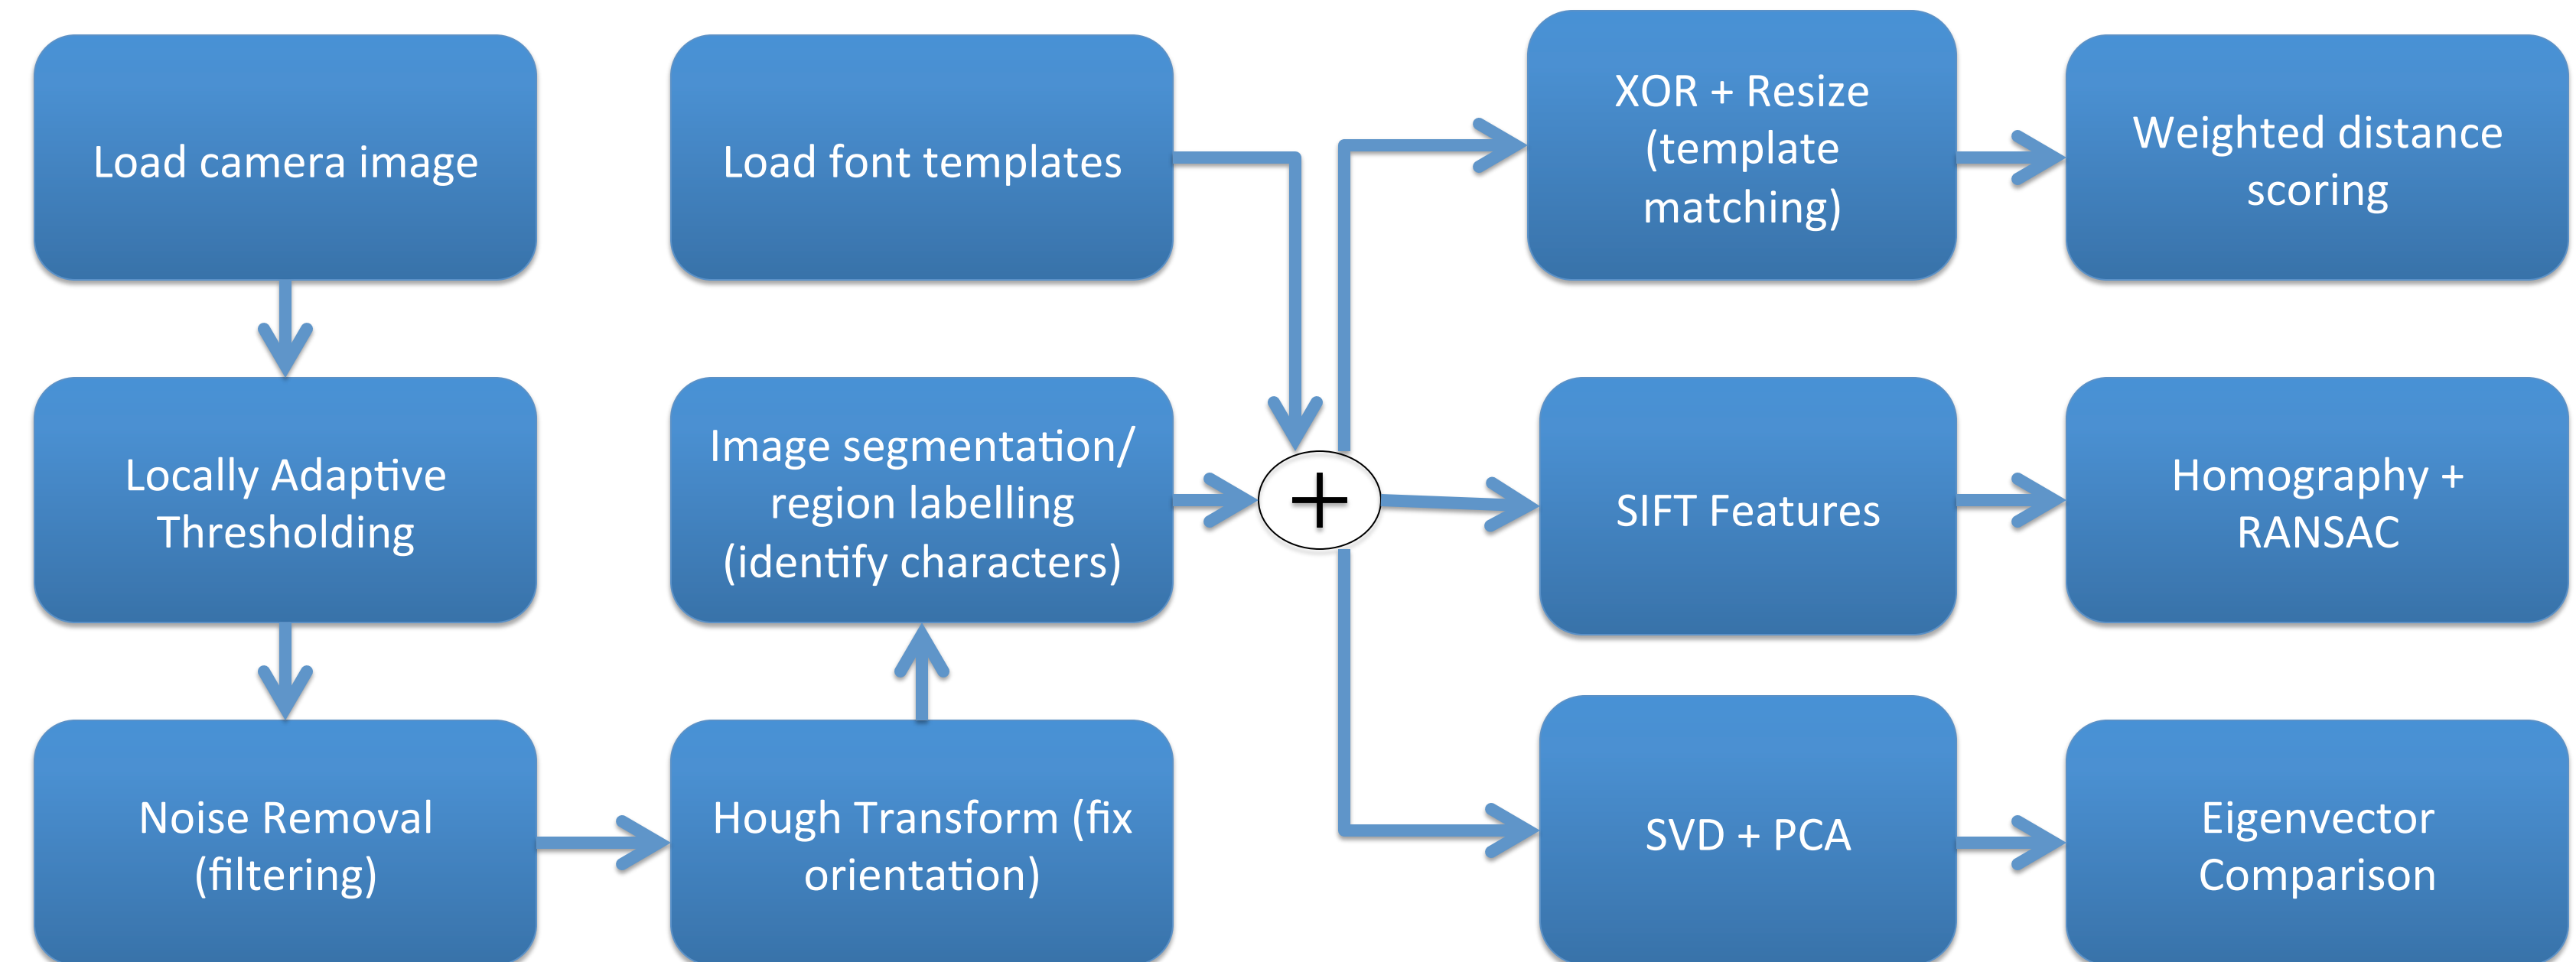 Load camera image
Locally Adaptive
Thresholding
Noise Removal
(filtering)
Hough Transform (fix
orientation)
Image segmentation/
region labelling
(identify characters)
Load font templates
+
XOR + Resize
(template
matching)
Weighted distance
scoring
SIFT Features
Homography +
RANSAC
SVD + PCA
Eigenvector
Comparison